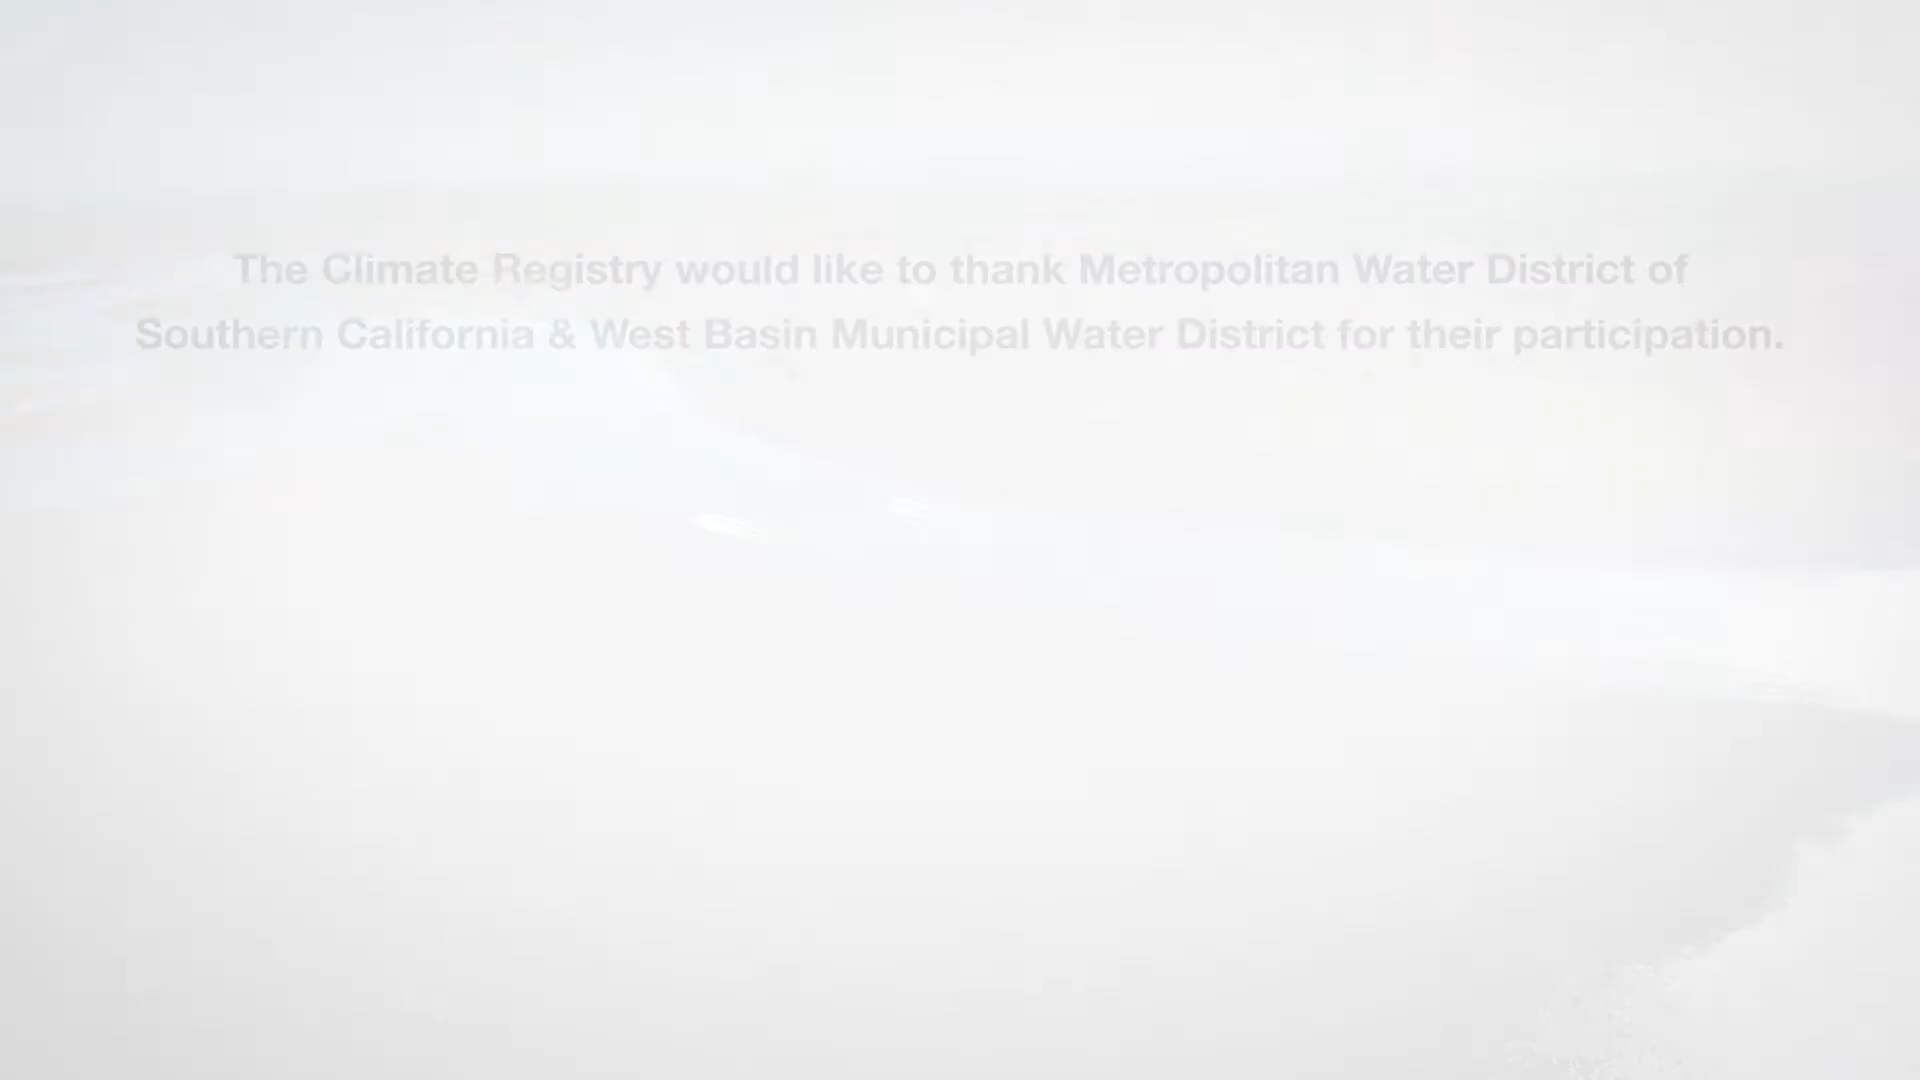 The Climate Registry would like to thank Metropolitan Water District of
Southern California & West Basin Municipal Water District for their participation.